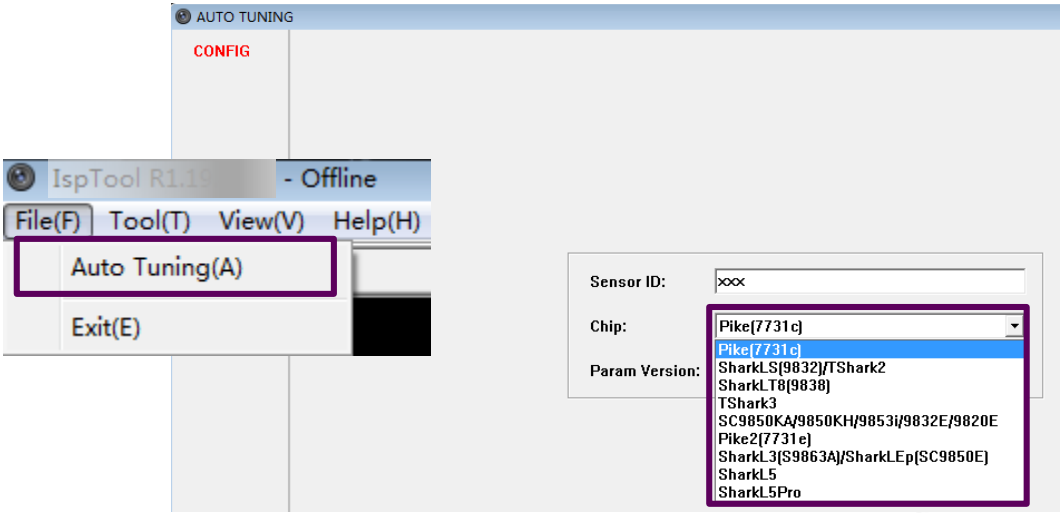 AUTO TUNING
CONFIG
IspTool R1.19 - Offline
File(F) Tool(T) View(V) Help(H)
Auto Tuning(A)
Exit(E)
Sensor ID: xxx
Chip: Pike(7731c)
Pike(7731c)
SharkLS(9832)/TShark2
SharkLT8(9838)
TShark3
SC9850KA/9850KH/9853i/9832E/9820E
Pike2(7731e)
SharkL3(S9863A)/SharkLEp(SC9850E)
SharkL5
SharkL5Pro
Param Version: